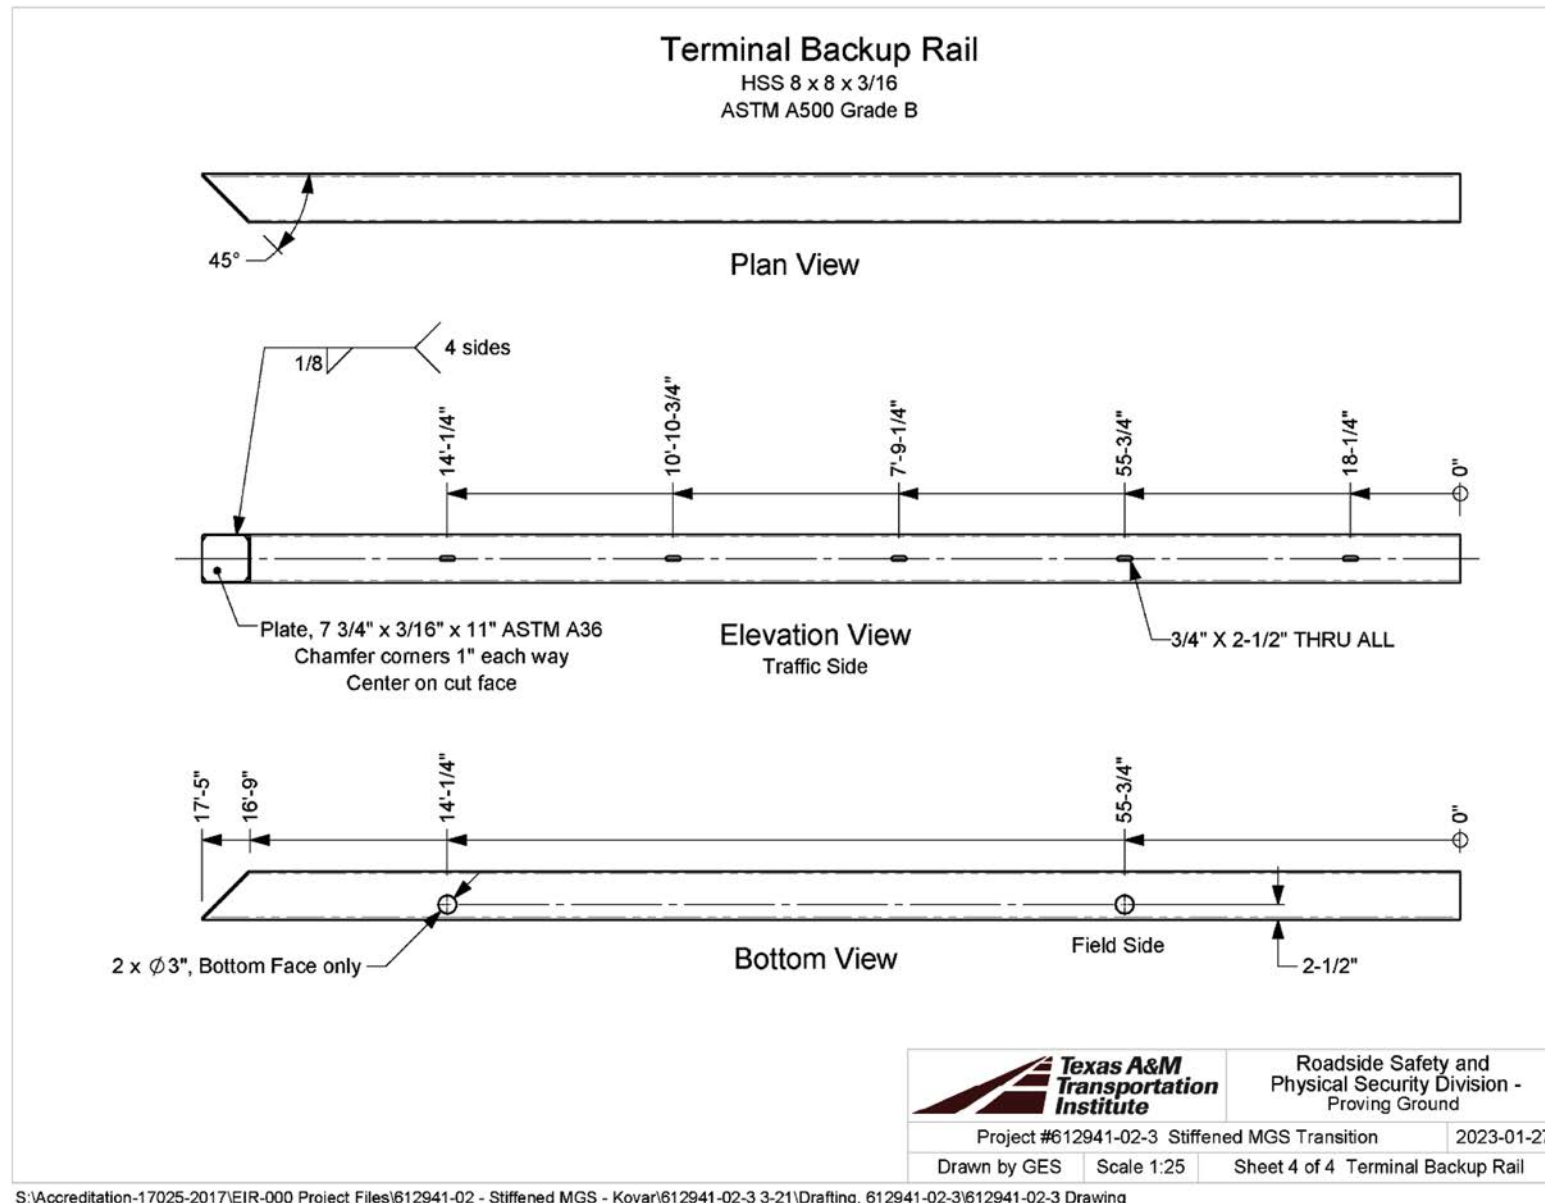 Terminal Backup Rail
HSS 8 x 8 x 3/16
ASTM A500 Grade B
45°
Plan View
1/8
4 sides
14'-1/4"
10'-10-3/4"
7'-9-1/4"
55-3/4"
18-1/4"
0"
Plate, 7 3/4" x 3/16" x 11" ASTM A36
Chamfer corners 1" each way
Center on cut face
Elevation View
Traffic Side
3/4" X 2-1/2" THRU ALL
17'-5"
16'-9"
14'-1/4"
55-3/4"
0"
2 x ∅3", Bottom Face only
Bottom View
Field Side
2-1/2"
Texas A&M
Transportation
Institute
Roadside Safety and
Physical Security Division -
Proving Ground
Project #612941-02-3 Stiffened MGS Transition
2023-01-27
Drawn by GES
Scale 1:25
Sheet 4 of 4 Terminal Backup Rail
S:\Accreditation-17025-2017\EIR-000 Project Files\612941-02 - Stiffened MGS - Kovar\612941-02-3 3-21\Drafting, 612941-02-3\612941-02-3 Drawing